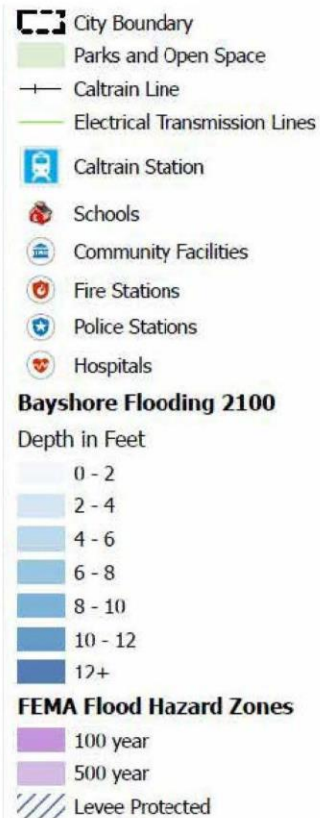 City Boundary
Parks and Open Space
Caltrain Line
Electrical Transmission Lines
Caltrain Station
Schools
Community Facilities
Fire Stations
Police Stations
Hospitals
Bayshore Flooding 2100
Depth in Feet
0 - 2
2 - 4
4 - 6
6 - 8
8 - 10
10 - 12
12+
FEMA Flood Hazard Zones
100 year
500 year
Levee Protected